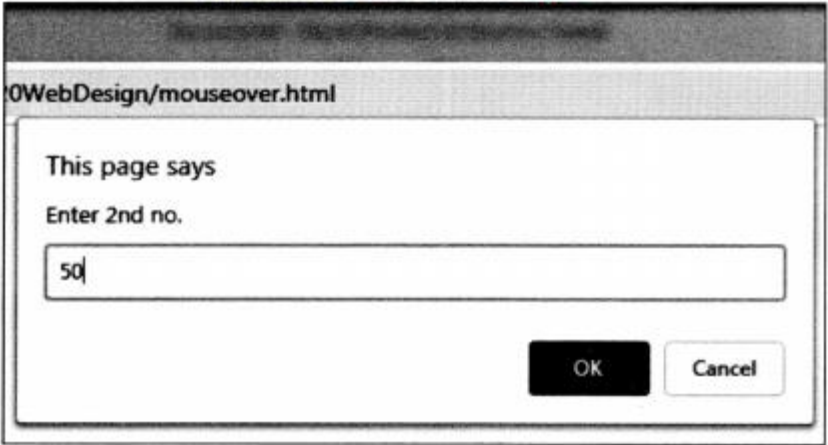 20WebDesign/mouseover.html
This page says
Enter 2nd no.
50
OK
Cancel